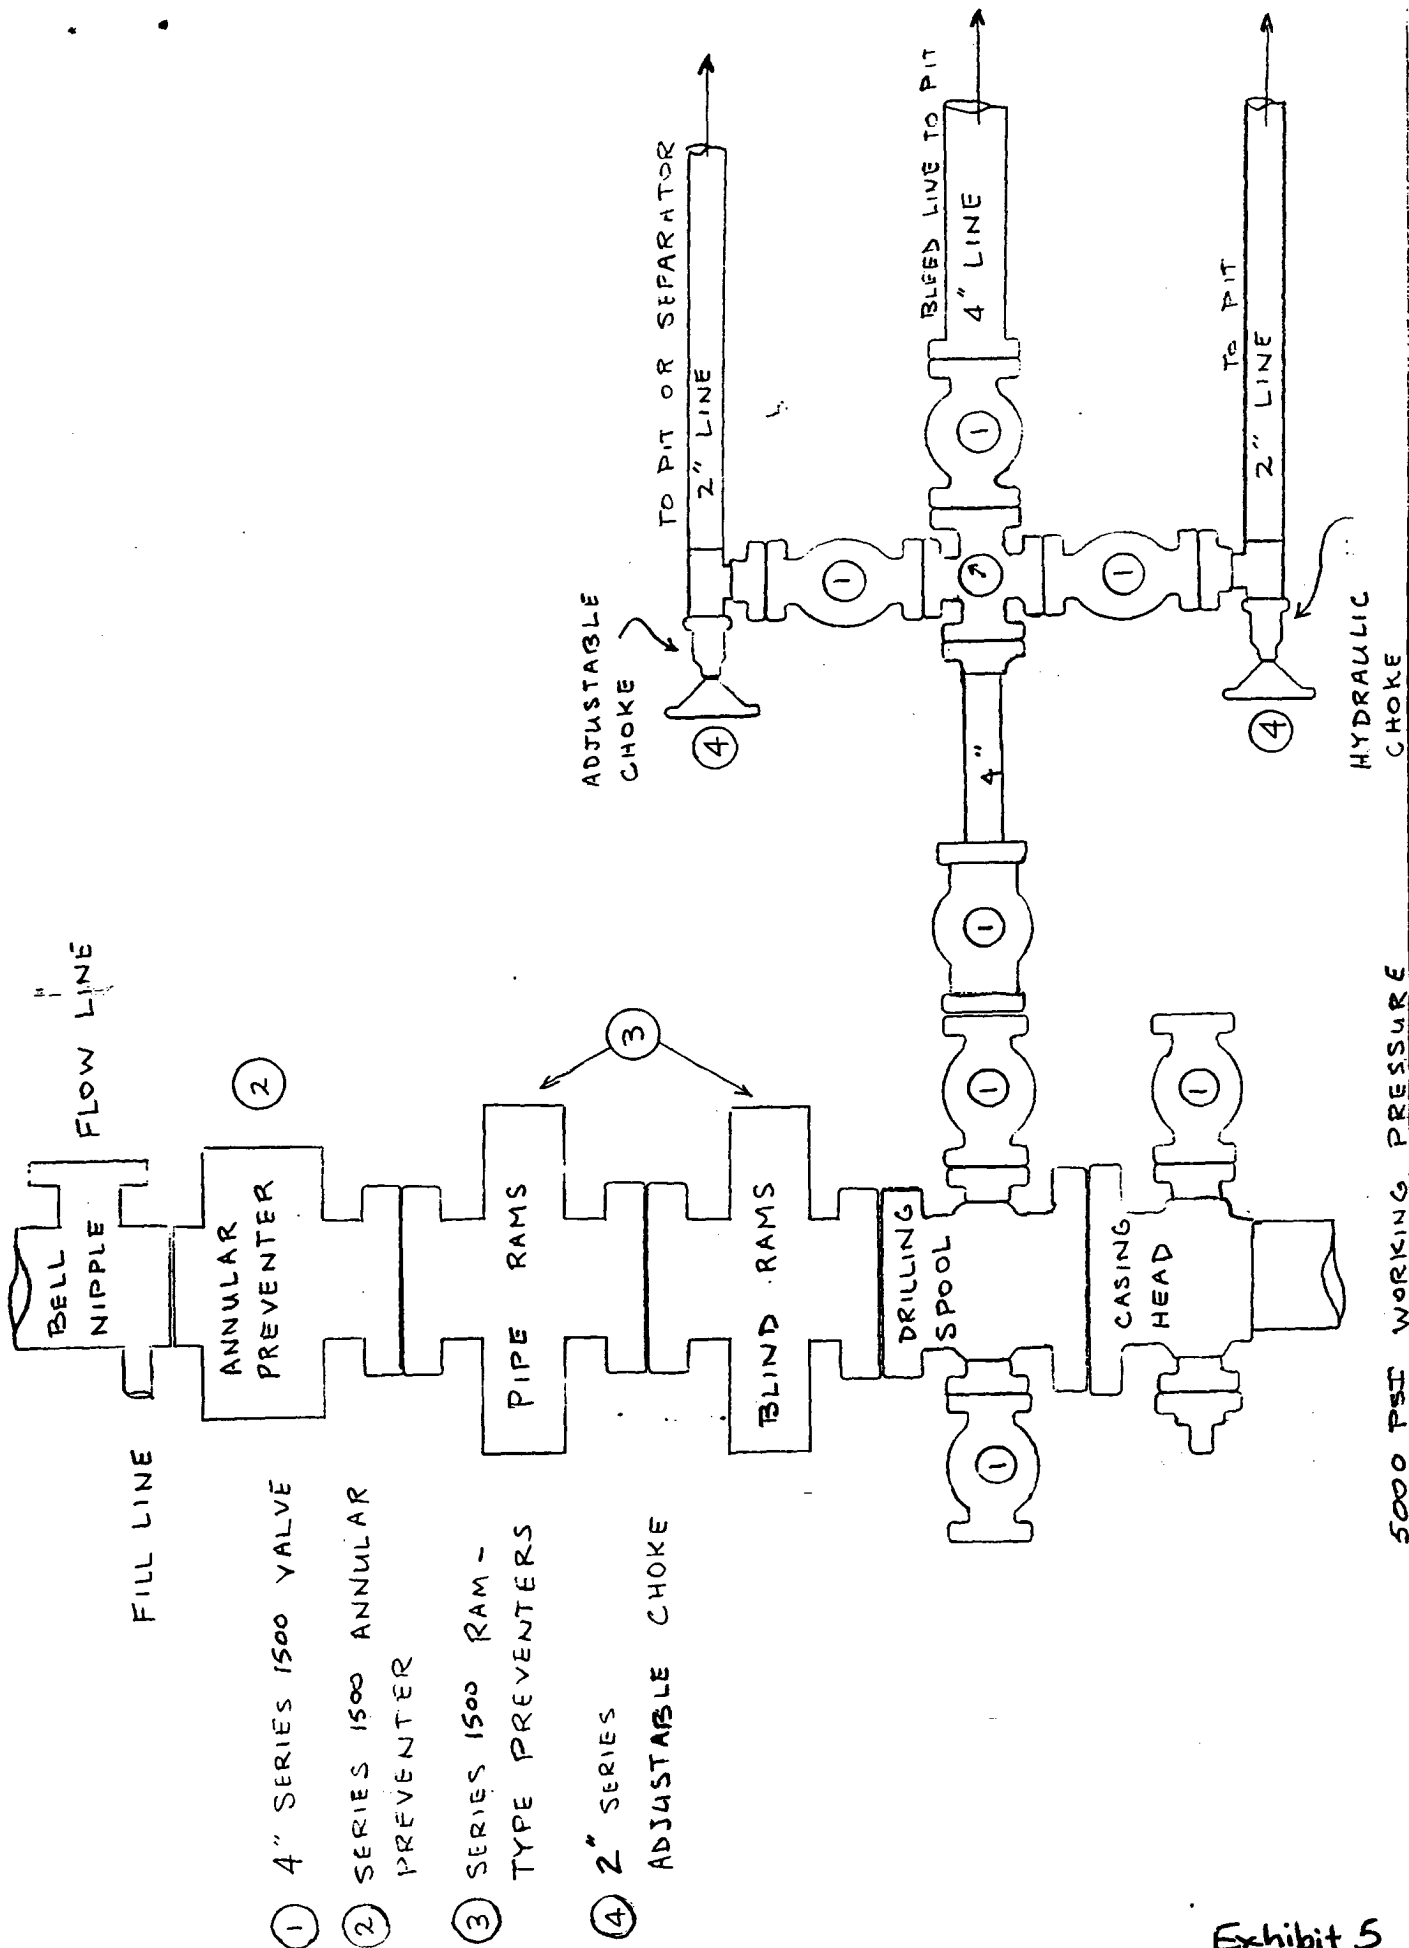 FILL LINE
BELL
NIPPLE
FLOW LINE
ANNULAR
PREVENTER
2
PIPE RAMS
3
BLIND RAMS
DRILLING
SPOOL
1
1
1
4"
CASING
HEAD
1
ADJUSTABLE
CHOKE
4
TO PIT OR SEPARATOR
2" LINE
1
BLEED LINE TO PIT
4" LINE
1
1
TO PIT
2" LINE
4
HYDRAULIC
CHOKE
1 4" SERIES 1500 VALVE
2 SERIES 1500 ANNULAR
PREVENTER
3 SERIES 1500 RAM-
TYPE PREVENTERS
4 2" SERIES
ADJUSTABLE CHOKE
5000 PSI WORKING PRESSURE
Exhibit 5